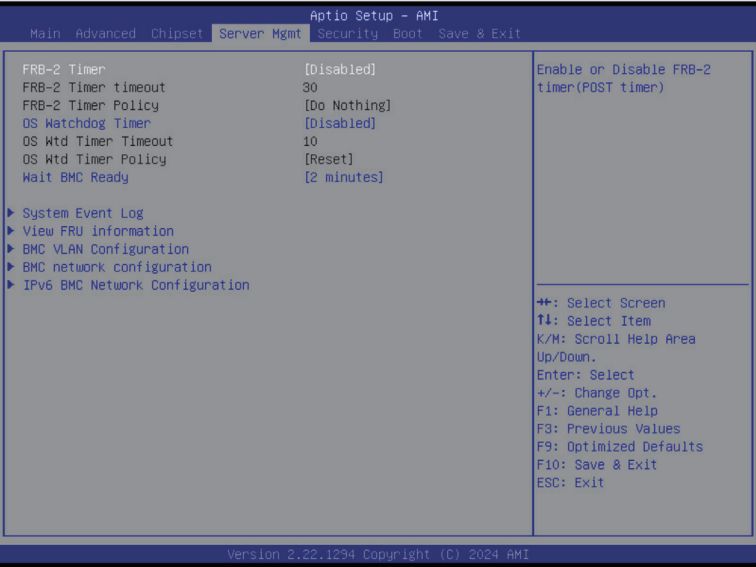 Aptio Setup – AMI
Main Advanced Chipset Server Mgmt Security Boot Save & Exit
FRB-2 Timer [Disabled]
FRB-2 Timer timeout 30
FRB-2 Timer Policy [Do Nothing]
OS Watchdog Timer [Disabled]
OS Wtd Timer Timeout 10
OS Wtd Timer Policy [Reset]
Wait BMC Ready [2 minutes]
System Event Log
View FRU information
BMC VLAN Configuration
BMC network configuration
IPv6 BMC Network Configuration
Enable or Disable FRB-2
timer(POST timer)
→←: Select Screen
↑↓: Select Item
K/M: Scroll Help Area
Up/Down.
Enter: Select
+/-: Change Opt.
F1: General Help
F3: Previous Values
F9: Optimized Defaults
F10: Save & Exit
ESC: Exit
Version 2.22.1294 Copyright (C) 2024 AMI